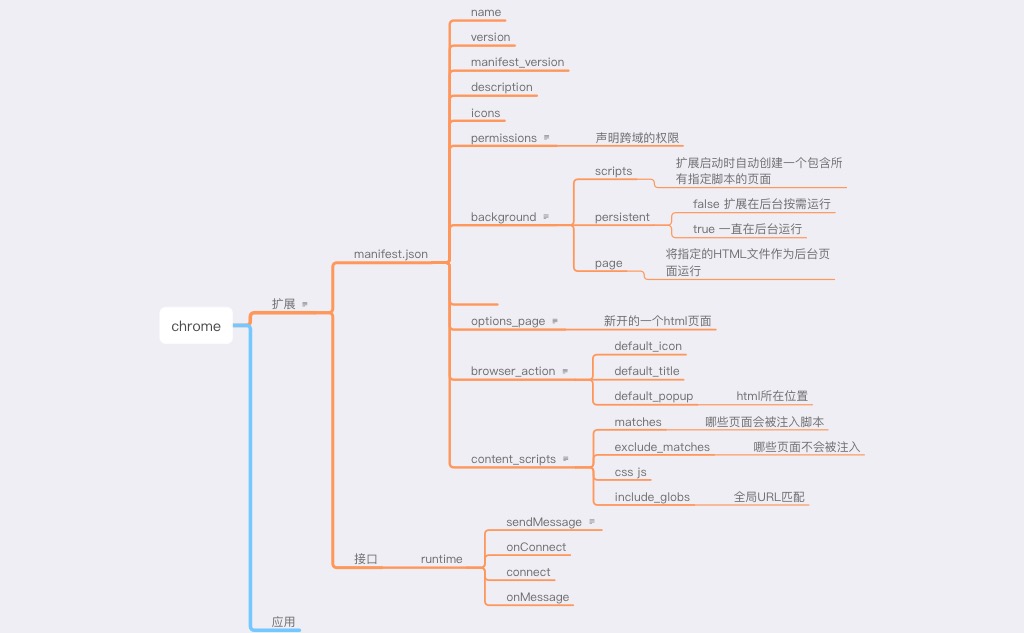 name
version
manifest_version
description
icons
permissions
声明跨域的权限
扩展启动时自动创建一个包含所
有指定脚本的页面
scripts
false 扩展在后台按需运行
background
persistent
true 一直在后台运行
将指定的HTML文件作为后台页
面运行
page
manifest.json
扩展
chrome
options_page
新开的一个html页面
default_icon
browser_action
default_title
default_popup
html所在位置
matches
哪些页面会被注入脚本
exclude_matches
哪些页面不会被注入
content_scripts
css js
include_globs
全局URL匹配
sendMessage
onConnect
接口
runtime
connect
onMessage
应用